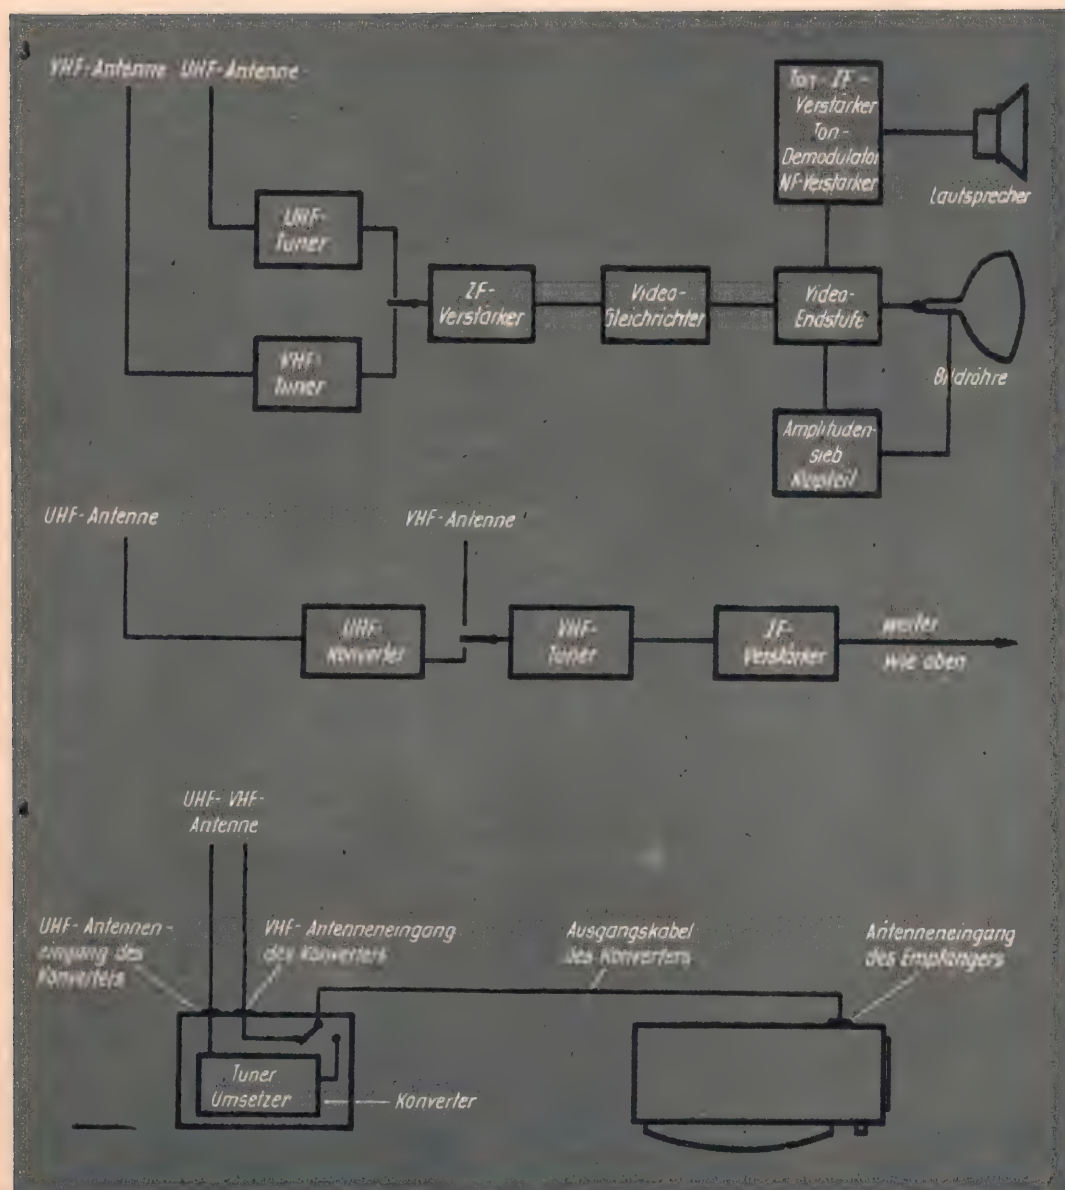 VHF-Antenne UHF-Antenne
Ton-ZF-
Verstärker
Ton-
Demodulator
NF-Verstärker
Lautsprecher
UHF-
Tuner
ZF-
Verstärker
Video-
Gleichrichter
Video-
Endstufe
VHF-
Tuner
Bildröhre
Amplituden-
sieb
Kippteil
UHF-Antenne
VHF-Antenne
UHF-
Konverter
VHF-
Tuner
ZF-
Verstärker
weiter
wie oben
UHF- VHF-
Antenne
UHF-Antennen-
eingang des
Konverters
VHF-Antenneneingang
des Konverters
Ausgangskabel
des Konverters
Antenneneingang
des Empfängers
Tuner
Umsetzer
Konverter